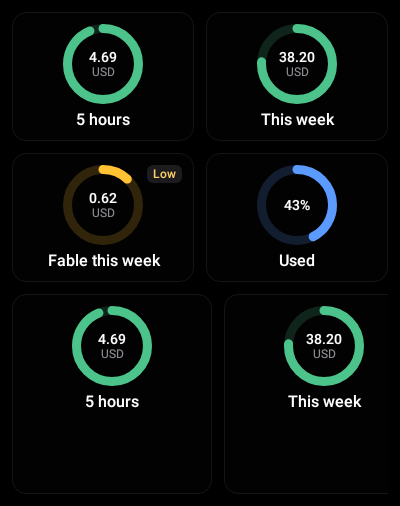 4.69
USD
5 hours
38.20
USD
This week
Low
0.62
USD
Fable this week
43%
Used
4.69
USD
5 hours
38.20
USD
This week